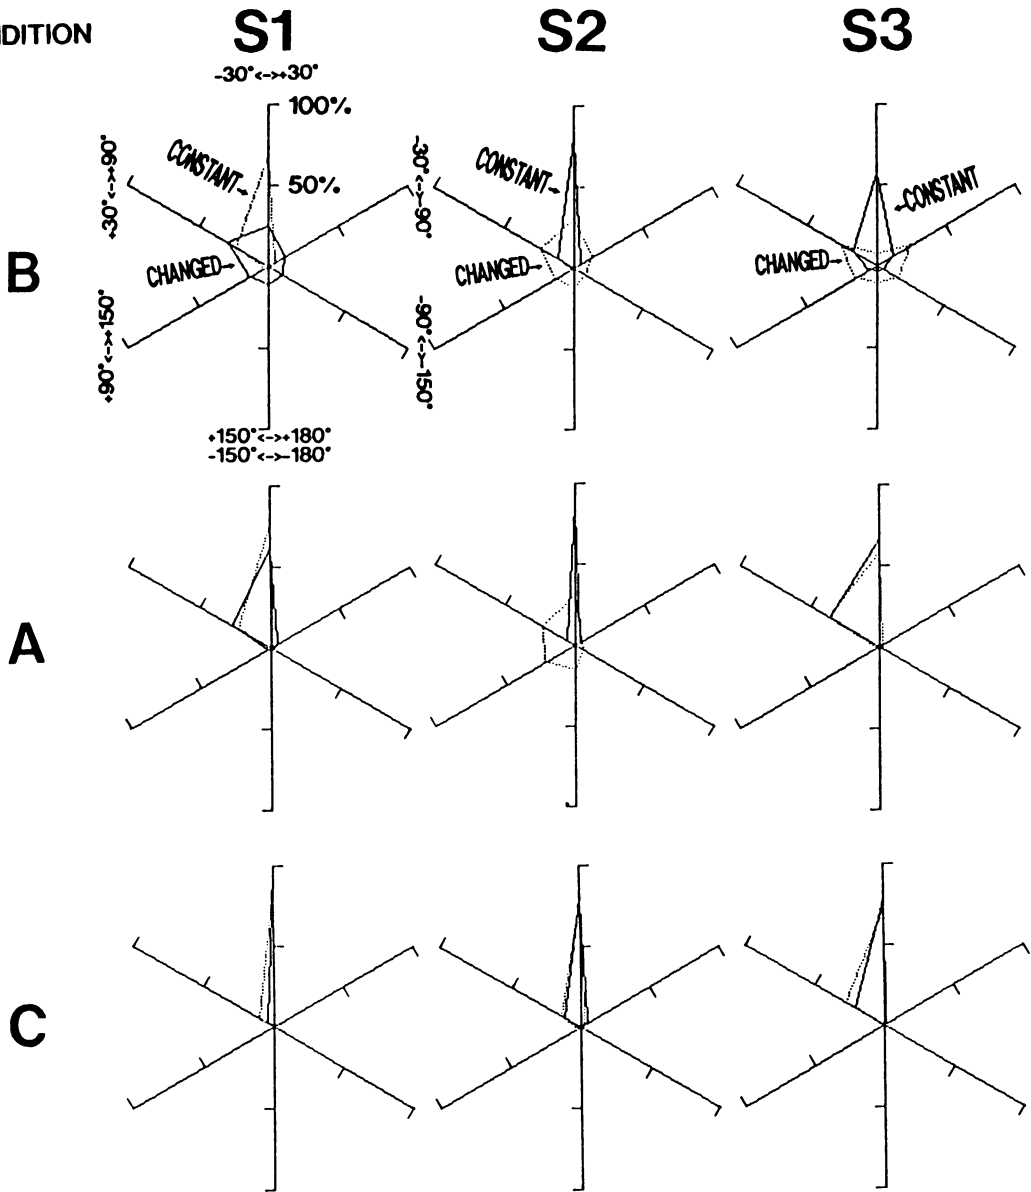 NDITION S1 S2 S3
-30°<->+30°
100%
50%
+30°<->+90°
-30°<->-90°
+90°<->+150°
-90°<->-150°
+150°<->+180°
-150°<->-180°
B
CONSTANT
CHANGED
CONSTANT
CHANGED
CONSTANT
CHANGED
A
C